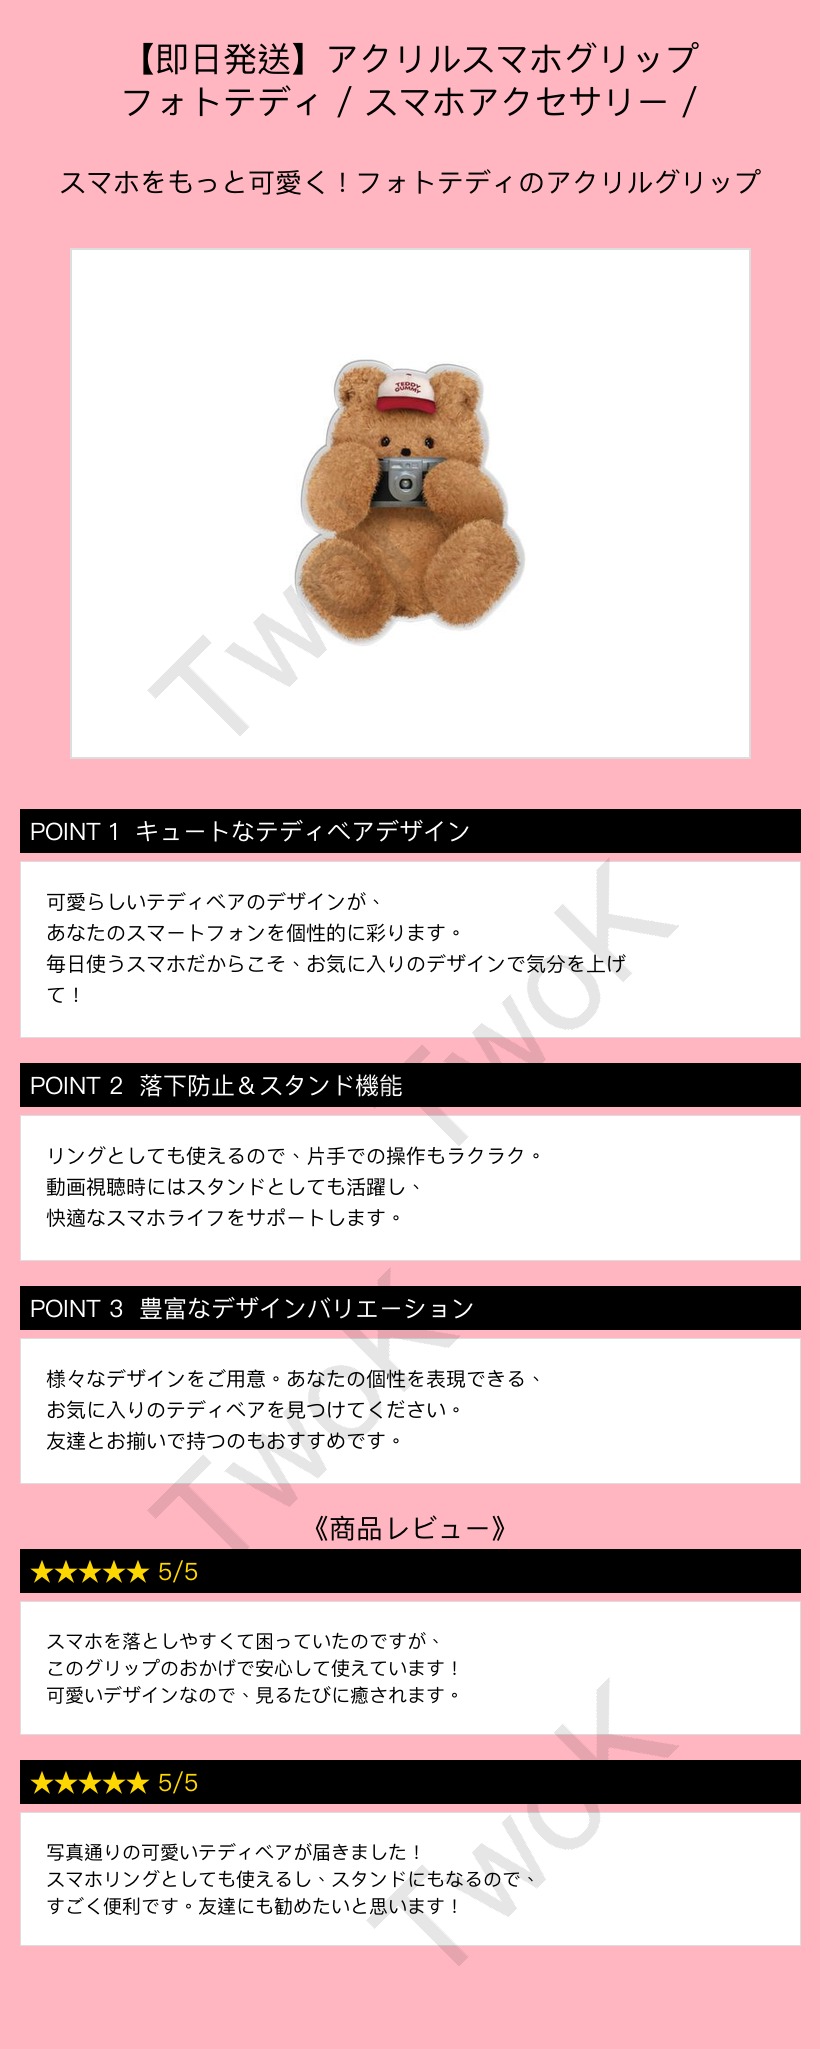 【即日発送】アクリルスマホグリップ
フォトテディ / スマホアクセサリー /
スマホをもっと可愛く！フォトテディのアクリルグリップ
TEDDY
GUMMY
Twok
POINT 1 キュートなテディベアデザイン
可愛らしいテディベアのデザインが、
あなたのスマートフォンを個性的に彩ります。
毎日使うスマホだからこそ、お気に入りのデザインで気分を上げ
て！
Twok
POINT 2 落下防止＆スタンド機能
リングとしても使えるので、片手での操作もラクラク。
動画視聴時にはスタンドとしても活躍し、
快適なスマホライフをサポートします。
POINT 3 豊富なデザインバリエーション
様々なデザインをご用意。あなたの個性を表現できる、
お気に入りのテディベアを見つけてください。
友達とお揃いで持つのもおすすめです。
Twok
《商品レビュー》
★★★★★ 5/5
スマホを落としやすくて困っていたのですが、
このグリップのおかげで安心して使えています！
可愛いデザインなので、見るたびに癒されます。
★★★★★ 5/5
写真通りの可愛いテディベアが届きました！
スマホリングとしても使えるし、スタンドにもなるので、
すごく便利です。友達にも勧めたいと思います！
Twok